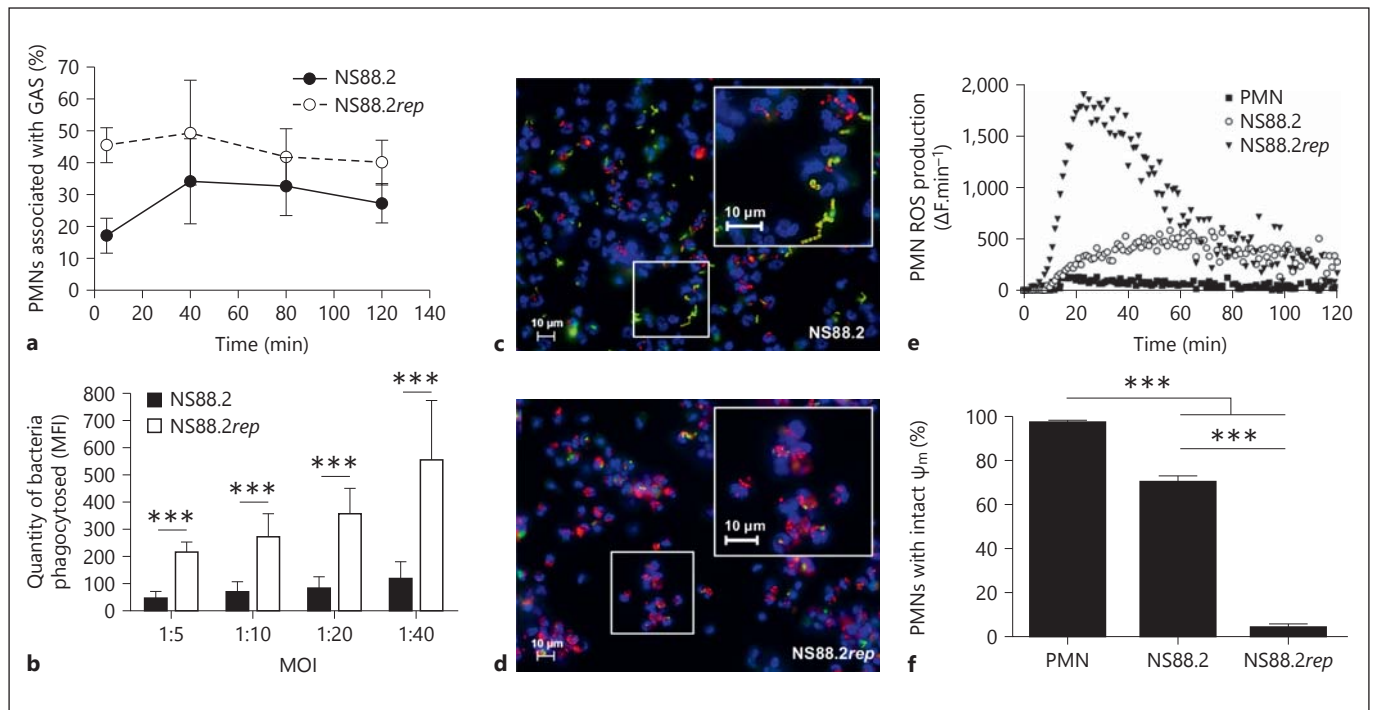 PMNs associated with GAS (%)
70
60
50
40
30
20
10
0
0 20 40 60 80 100 120 140
Time (min)
NS88.2
NS88.2rep
a
Quantity of bacteria
phagocytosed (MFI)
800
700
600
500
400
300
200
100
0
NS88.2
NS88.2rep
***
***
***
***
1:5 1:10 1:20 1:40
MOI
b
10 µm
10 µm
NS88.2
c
10 µm
10 µm
NS88.2rep
d
PMN ROS production
(ΔF.min⁻¹)
2,000
1,500
1,000
500
0
PMN
NS88.2
NS88.2rep
0 20 40 60 80 100 120
Time (min)
e
PMNs with intact ψm (%)
100
80
60
40
20
0
***
***
PMN NS88.2 NS88.2rep
f